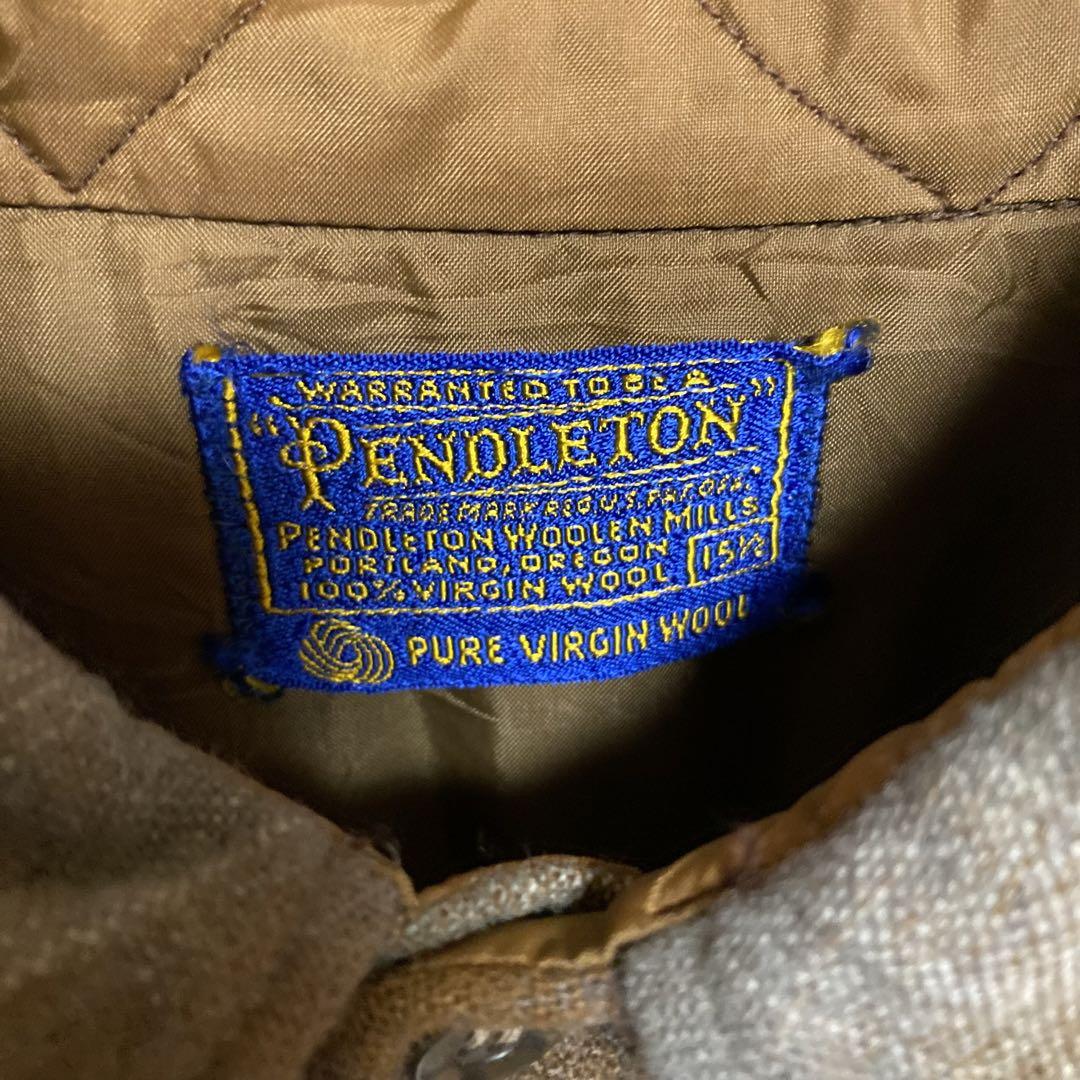 WARRANTED TO BE A
"PENDLETON"
TRADE MARK REG. U.S. PAT. OFF.
PENDLETON WOOLEN MILLS
PORTLAND, OREGON
100% VIRGIN WOOL 15½
PURE VIRGIN WOOL